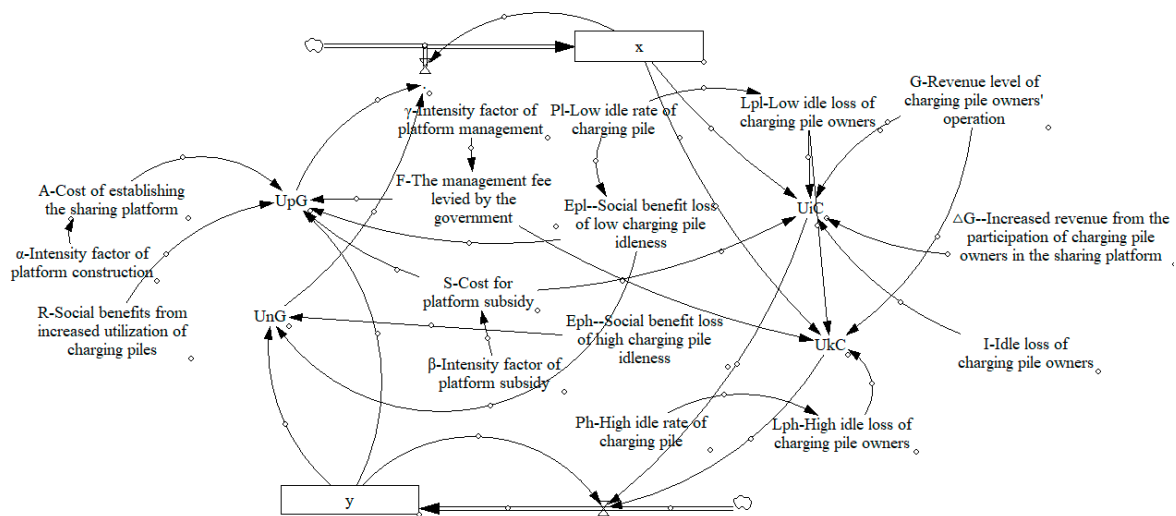 x
G-Revenue level of
charging pile owners'
operation
γ-Intensity factor of
platform management
Pl-Low idle rate of
charging pile
Lpl-Low idle loss of
charging pile owners
A-Cost of establishing
the sharing platform
UpG
F-The management fee
levied by the
government
Epl--Social benefit loss
of low charging pile
idleness
UiC
△G--Increased revenue from the
participation of charging pile
owners in the sharing platform
α-Intensity factor of
platform construction
S-Cost for
platform subsidy
R-Social benefits from
increased utilization of
charging piles
UnG
Eph--Social benefit loss
of high charging pile
idleness
UkC
I-Idle loss of
charging pile owners
β-Intensity factor of
platform subsidy
Ph-High idle rate of
charging pile
Lph-High idle loss of
charging pile owners
y